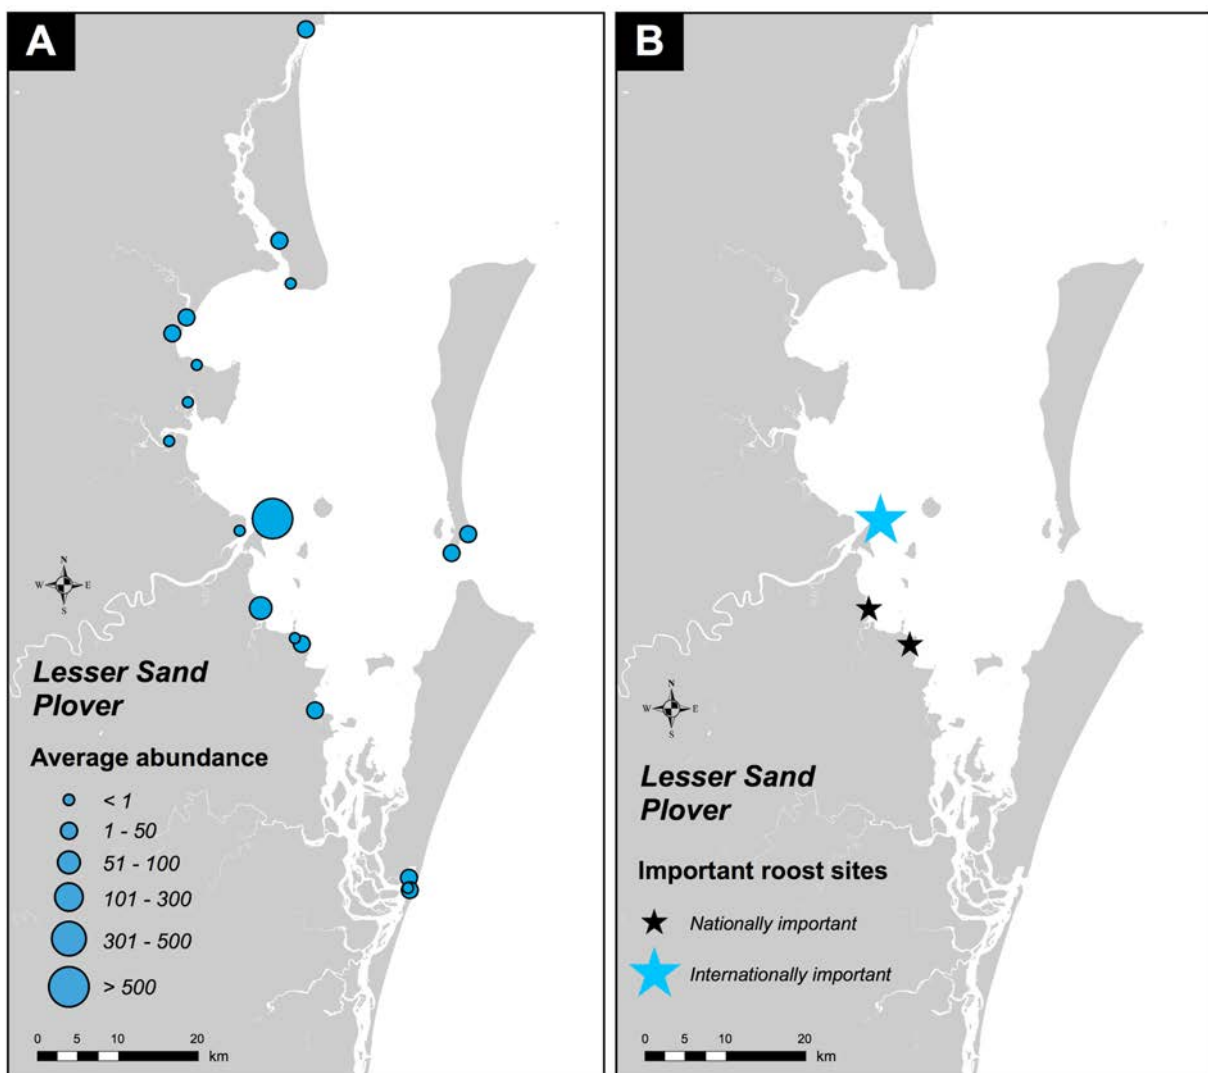 A
N
W E
S
Lesser Sand
Plover
Average abundance
< 1
1 - 50
51 - 100
101 - 300
301 - 500
> 500
0 5 10 20
km
B
N
W E
S
Lesser Sand
Plover
Important roost sites
Nationally important
Internationally important
0 5 10 20
km